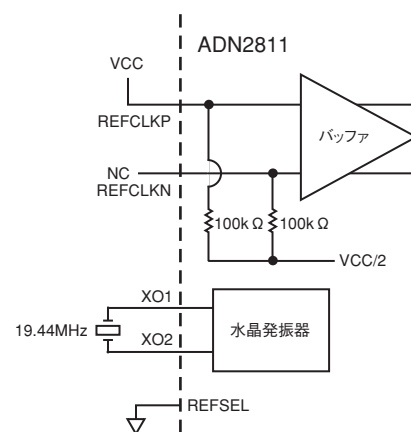 ADN2811
VCC
REFCLKP
バッファ
NC
REFCLKN
100kΩ 100kΩ
VCC/2
XO1
19.44MHz
XO2
水晶発振器
REFSEL